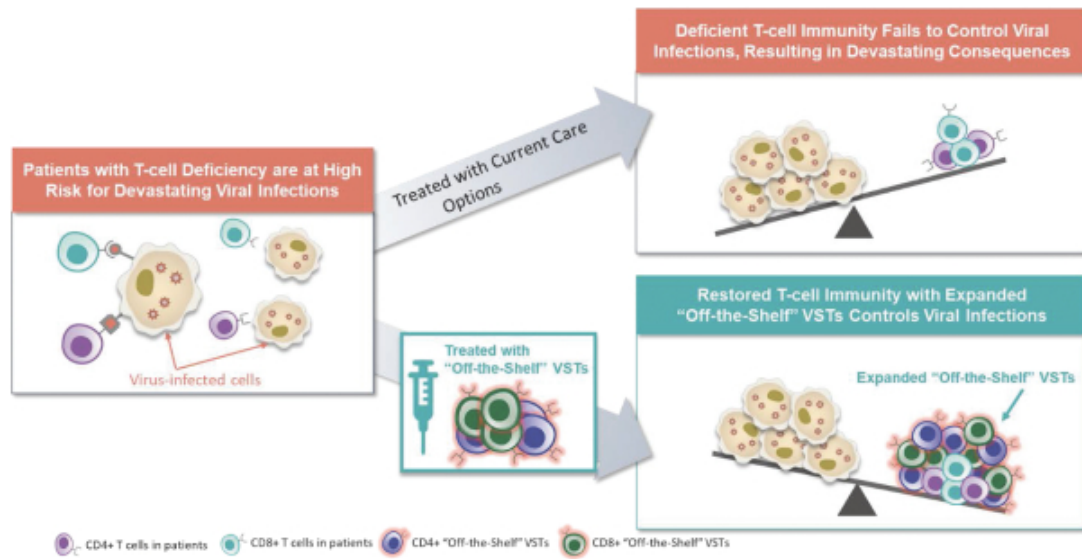 Patients with T-cell Deficiency are at High
Risk for Devastating Viral Infections
Virus-infected cells
Treated with Current Care
Options
Deficient T-cell Immunity Fails to Control Viral
Infections, Resulting in Devastating Consequences
Treated with
“Off-the-Shelf” VSTs
Restored T-cell Immunity with Expanded
“Off-the-Shelf” VSTs Controls Viral Infections
Expanded “Off-the-Shelf” VSTs
CD4+ T cells in patients
CD8+ T cells in patients
CD4+ “Off-the-Shelf” VSTs
CD8+ “Off-the-Shelf” VSTs